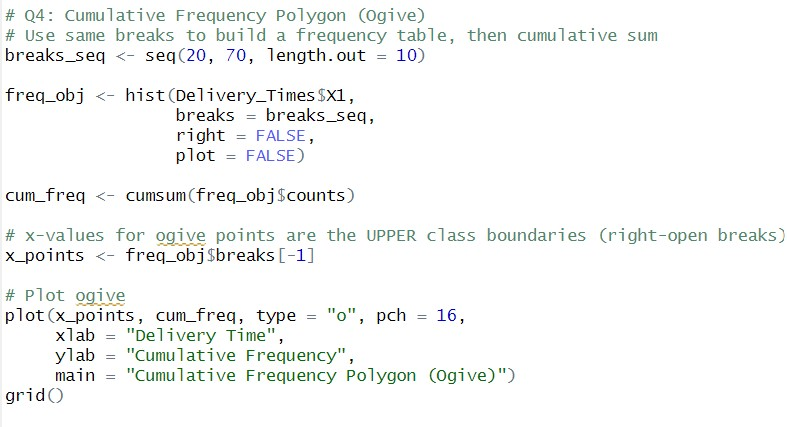 # Q4: Cumulative Frequency Polygon (Ogive)
# Use same breaks to build a frequency table, then cumulative sum
breaks_seq <- seq(20, 70, length.out = 10)
freq_obj <- hist(Delivery_Times$X1,
breaks = breaks_seq,
right = FALSE,
plot = FALSE)
cum_freq <- cumsum(freq_obj$counts)
# x-values for ogive points are the UPPER class boundaries (right-open breaks)
x_points <- freq_obj$breaks[-1]
# Plot ogive
plot(x_points, cum_freq, type = "o", pch = 16,
xlab = "Delivery Time",
ylab = "Cumulative Frequency",
main = "Cumulative Frequency Polygon (Ogive)")
grid()